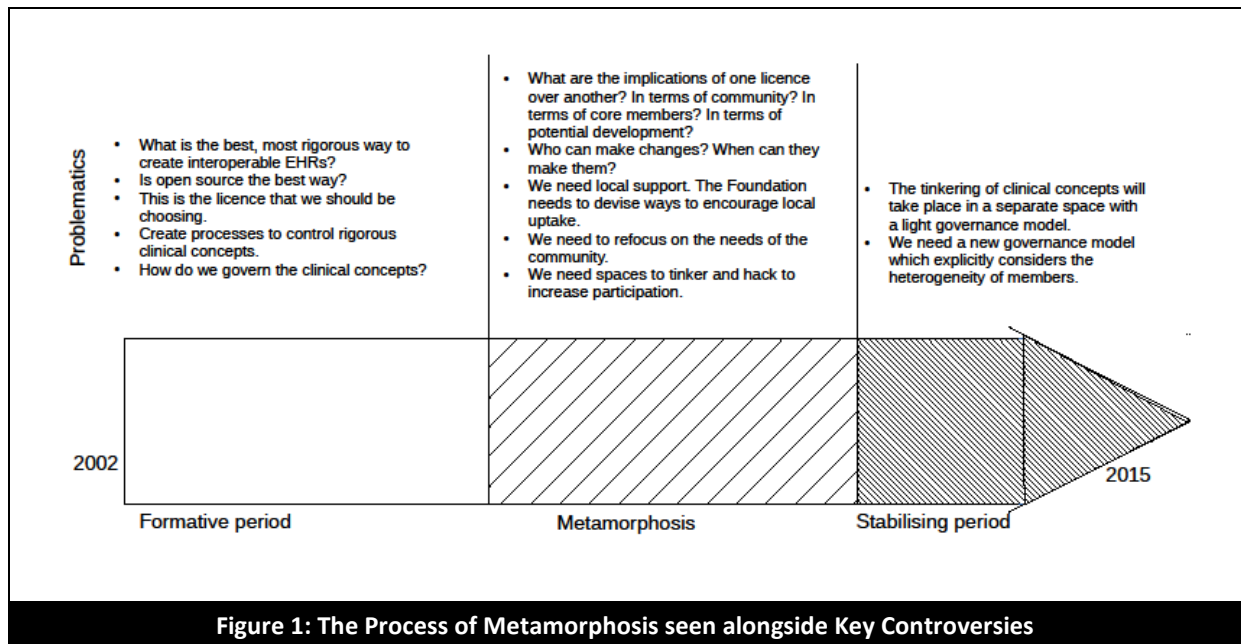 Problematics
• What is the best, most rigorous way to
create interoperable EHRs?
• Is open source the best way?
• This is the licence that we should be
choosing.
• Create processes to control rigorous
clinical concepts.
• How do we govern the clinical concepts?
• What are the implications of one licence
over another? In terms of community? In
terms of core members? In terms of
potential development?
• Who can make changes? When can they
make them?
• We need local support. The Foundation
needs to devise ways to encourage local
uptake.
• We need to refocus on the needs of the
community.
• We need spaces to tinker and hack to
increase participation.
• The tinkering of clinical concepts will
take place in a separate space with
a light governance model.
• We need a new governance model
which explicitly considers the
heterogeneity of members.
2002
2015
Formative period
Metamorphosis
Stabilising period
Figure 1: The Process of Metamorphosis seen alongside Key Controversies